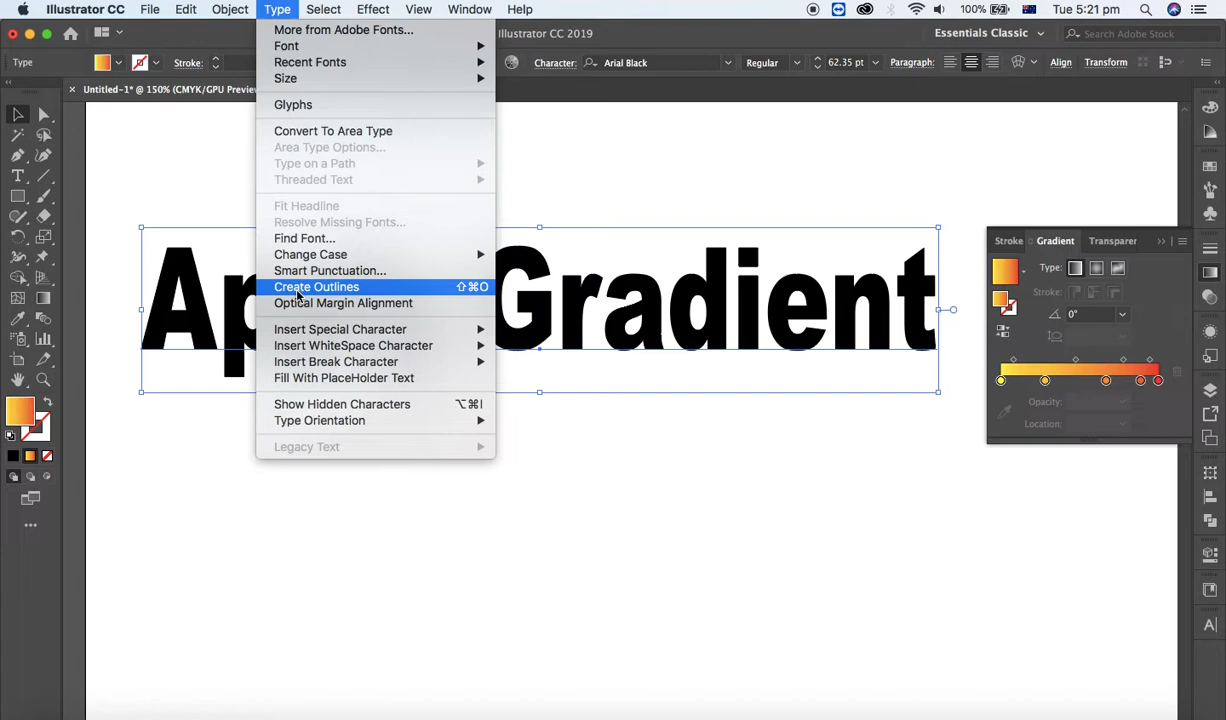 Illustrator CC File Edit Object Type Select Effect View Window Help 100% Tue 5:21 pm
Illustrator CC 2019 Essentials Classic Search Adobe Stock
Type Stroke: Character: Arial Black Regular 62.35 pt Paragraph: Align Transform
Untitled-1* @ 150% (CMYK/GPU Preview
More from Adobe Fonts...
Font
Recent Fonts
Size
Glyphs
Convert To Area Type
Area Type Options...
Type on a Path
Threaded Text
Fit Headline
Resolve Missing Fonts...
Find Font...
Change Case
Smart Punctuation...
Create Outlines ⇧⌘O
Optical Margin Alignment
Insert Special Character
Insert WhiteSpace Character
Insert Break Character
Fill With PlaceHolder Text
Show Hidden Characters ⌥⌘I
Type Orientation
Legacy Text
Ap Gradient
Stroke Gradient Transparer
Type:
Stroke:
0°
Opacity:
Location: